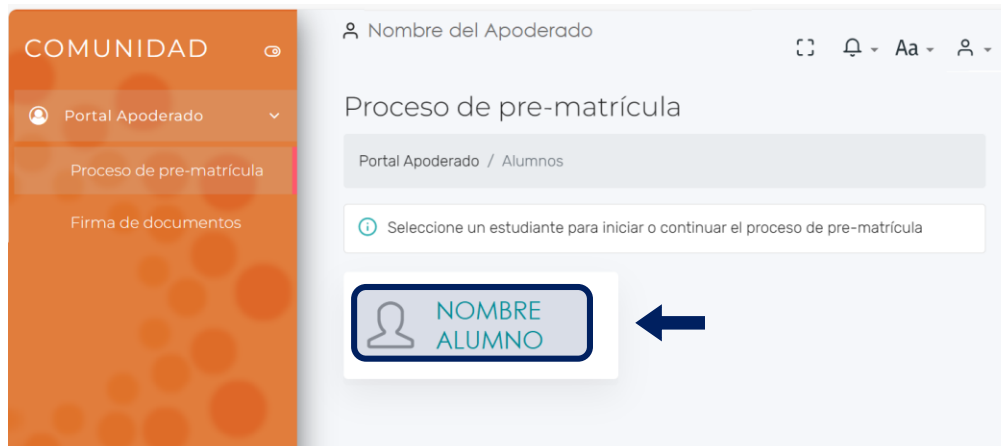 COMUNIDAD
Portal Apoderado
Proceso de pre-matrícula
Firma de documentos
Nombre del Apoderado
Aa
Proceso de pre-matrícula
Portal Apoderado / Alumnos
Seleccione un estudiante para iniciar o continuar el proceso de pre-matrícula
NOMBRE
ALUMNO